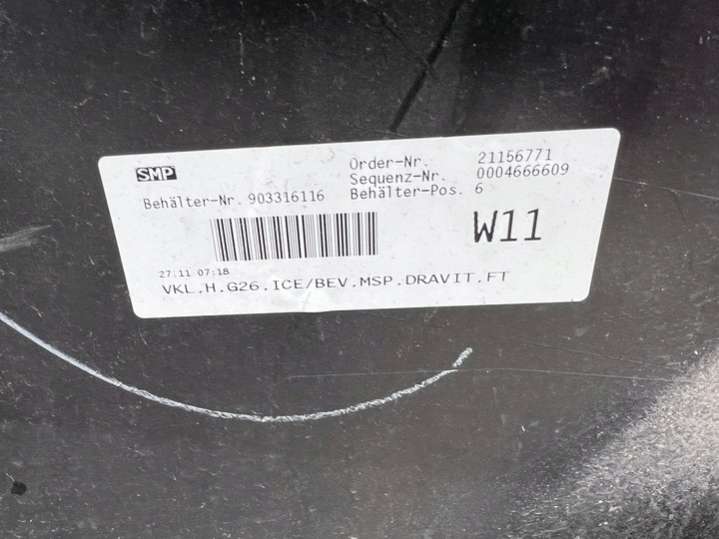 SMP
Order-Nr. 21156771
Sequenz-Nr. 0004666609
Behälter-Nr. 903316116 Behälter-Pos. 6
W11
27.11 07:18
VKL.H.G26.ICE/BEV.MSP.DRAVIT.FT